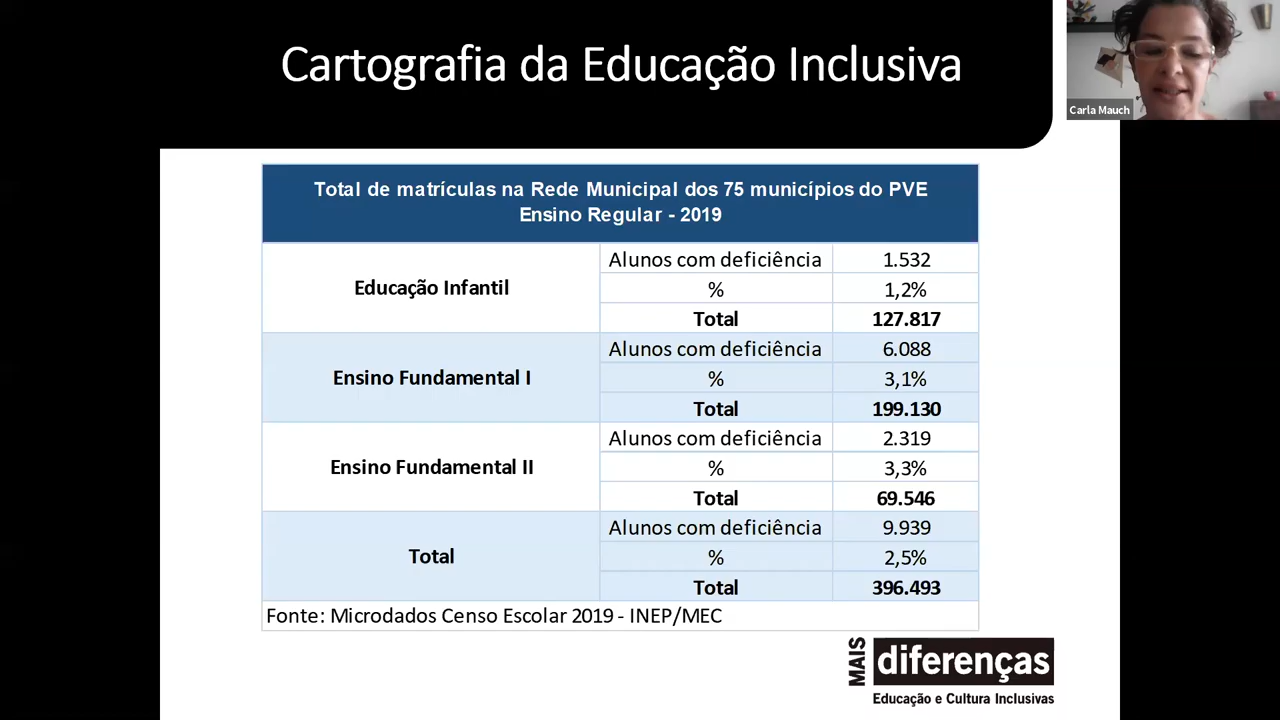 Cartografia da Educação Inclusiva
Carla Mauch
Total de matrículas na Rede Municipal dos 75 municípios do PVE
Ensino Regular - 2019
Educação Infantil
Alunos com deficiência 1.532
% 1,2%
Total 127.817
Ensino Fundamental I
Alunos com deficiência 6.088
% 3,1%
Total 199.130
Ensino Fundamental II
Alunos com deficiência 2.319
% 3,3%
Total 69.546
Total
Alunos com deficiência 9.939
% 2,5%
Total 396.493
Fonte: Microdados Censo Escolar 2019 - INEP/MEC
MAIS
diferenças
Educação e Cultura Inclusivas